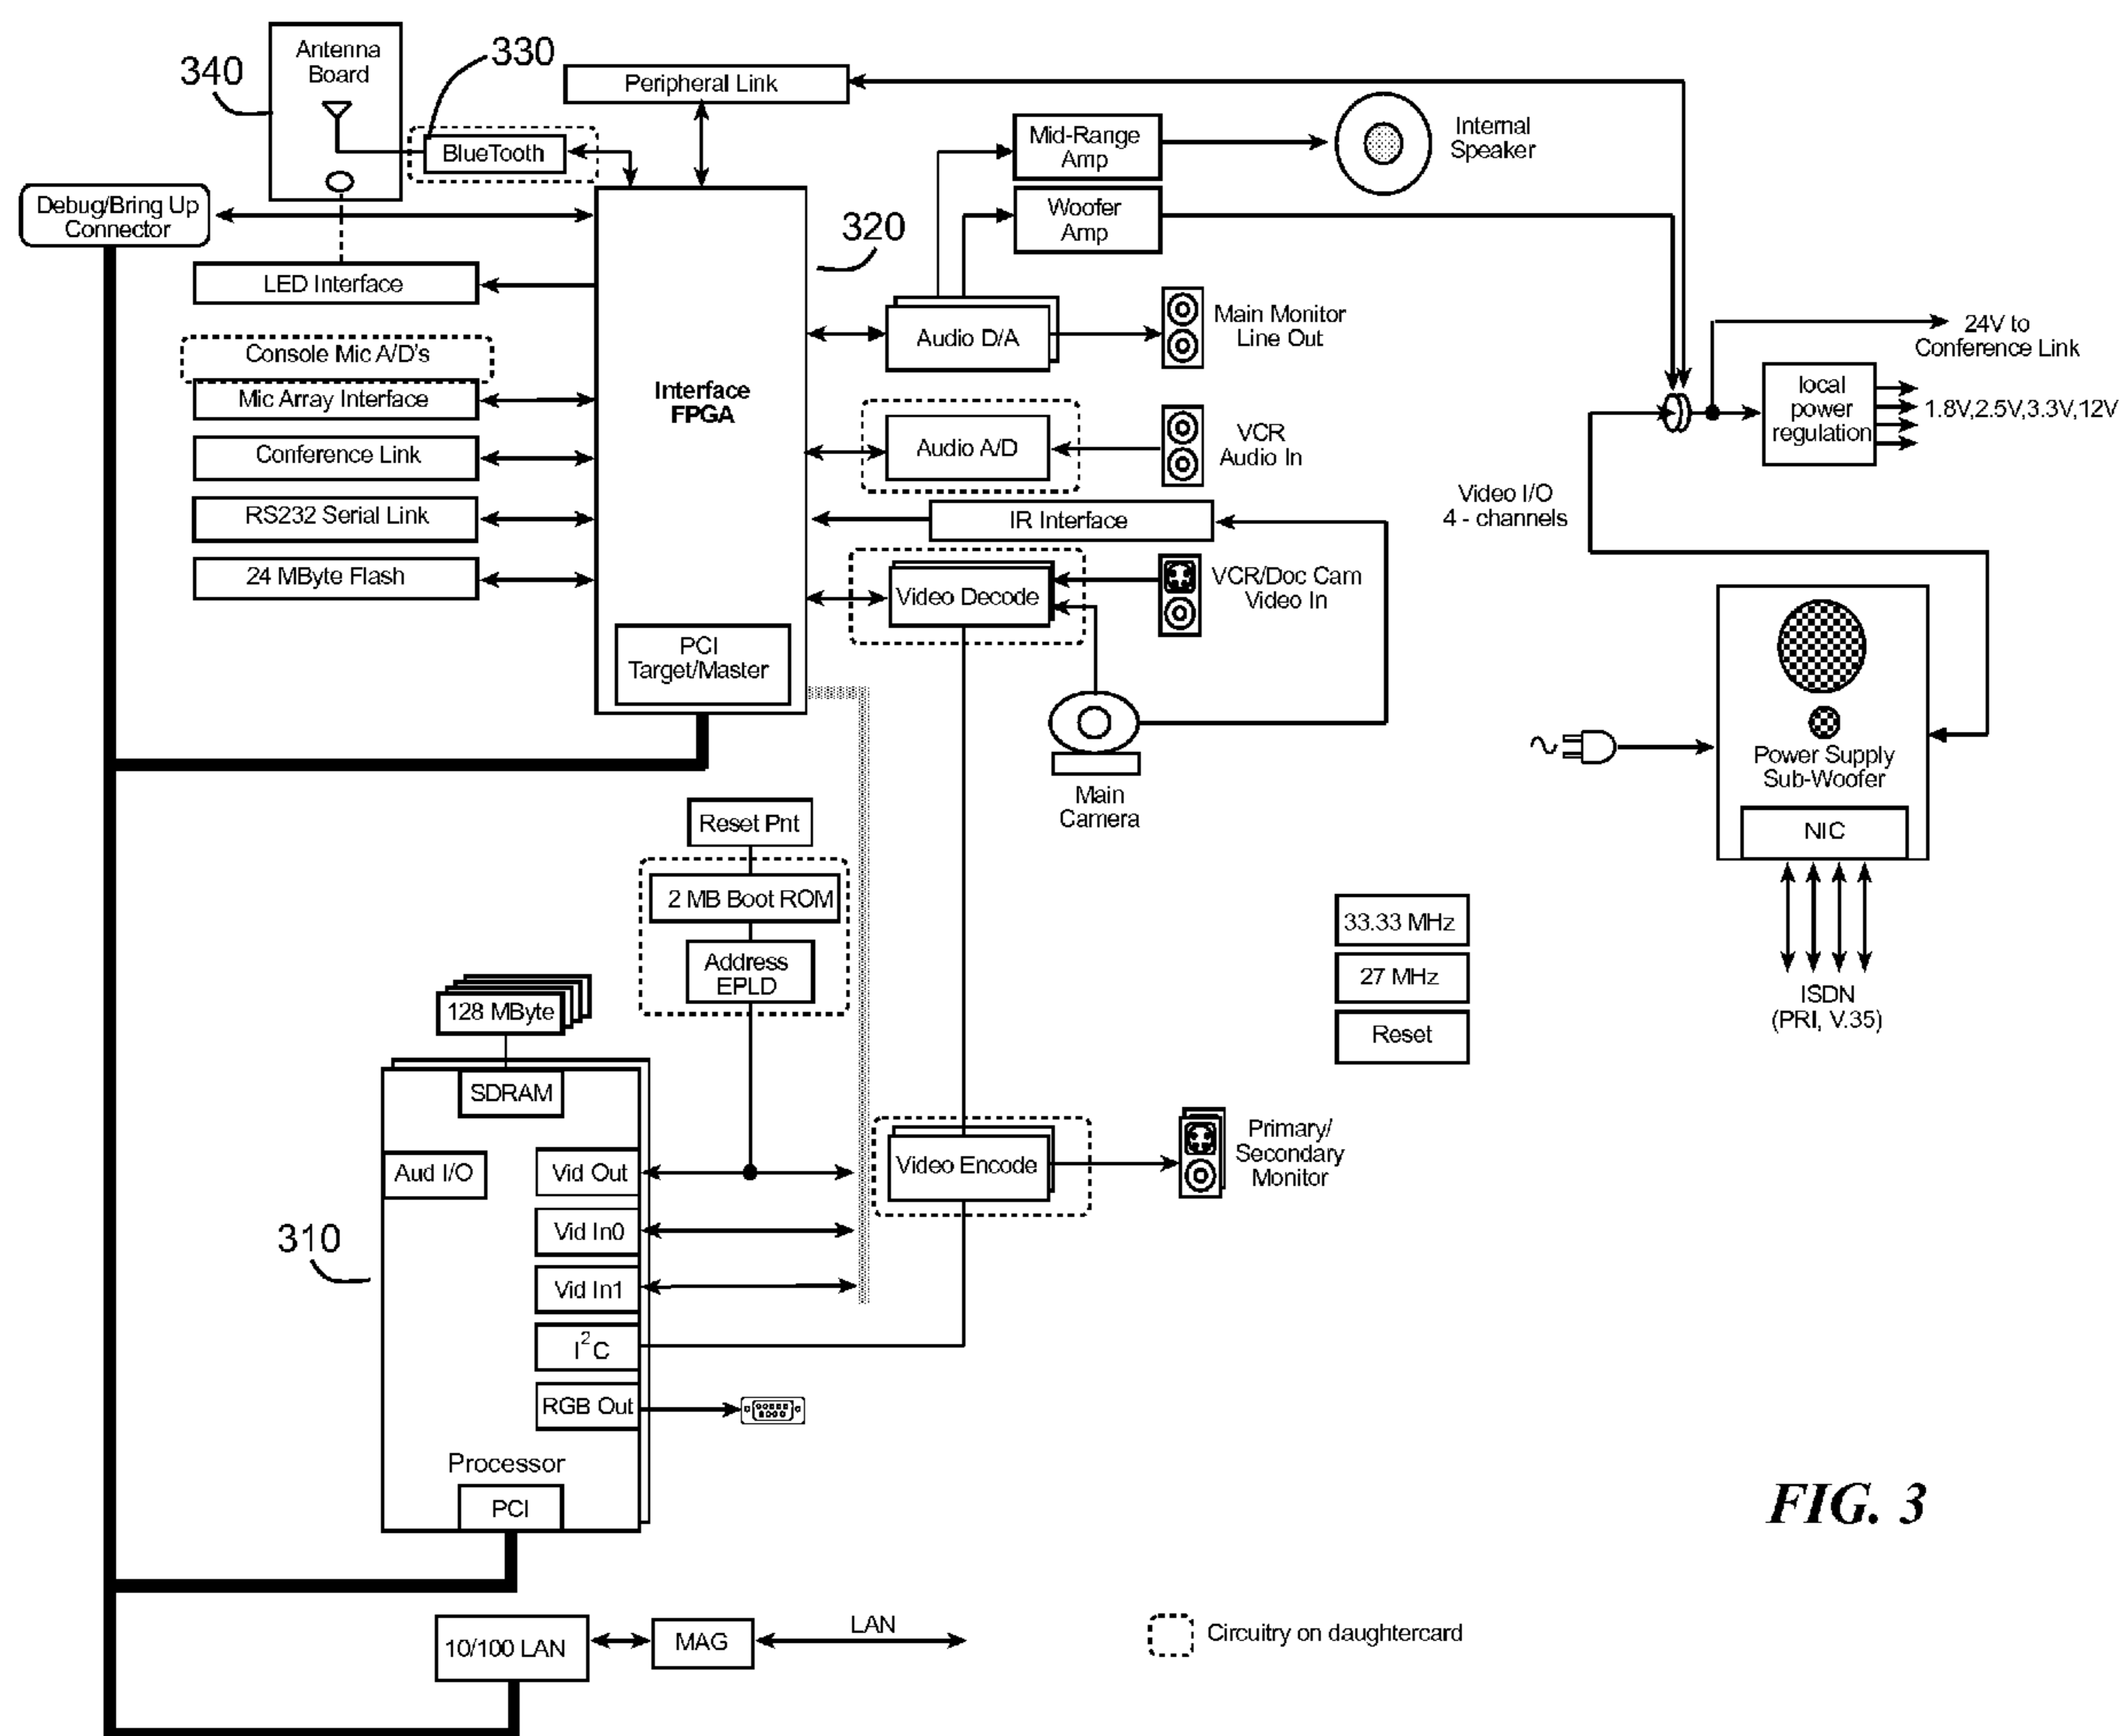 340
Antenna
Board
330
BlueTooth
Peripheral Link
Mid-Range
Amp
Internal
Speaker
Debug/Bring Up
Connector
Woofer
Amp
320
LED Interface
Console Mic A/D's
Mic Array Interface
Conference Link
RS232 Serial Link
24 MByte Flash
Interface
FPGA
PCI
Target/Master
Audio D/A
Main Monitor
Line Out
Audio A/D
VCR
Audio In
IR Interface
Video Decode
VCR/Doc Cam
Video In
Main
Camera
24V to
Conference Link
local
power
regulation
1.8V,2.5V,3.3V,12V
Video I/O
4 - channels
Power Supply
Sub-Woofer
NIC
ISDN
(PRI, V.35)
Reset Pnt
2 MB Boot ROM
Address
EPLD
33.33 MHz
27 MHz
Reset
128 MByte
SDRAM
Aud I/O
Vid Out
Vid In0
Vid In1
I²C
RGB Out
310
Processor
PCI
Video Encode
Primary/
Secondary
Monitor
10/100 LAN
MAG
LAN
Circuitry on daughtercard
FIG. 3